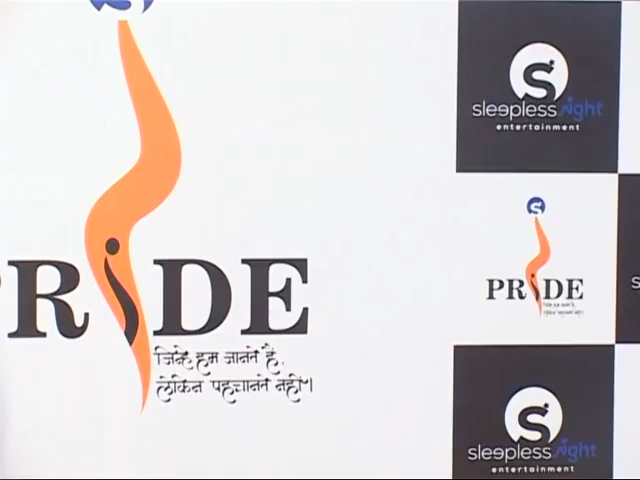 PRiDE
जिन्हे हम जानते है,
लेकिन पहचानते नहीं।
sleepless night
entertainment
S
PRiDE
sleepless night
entertainment